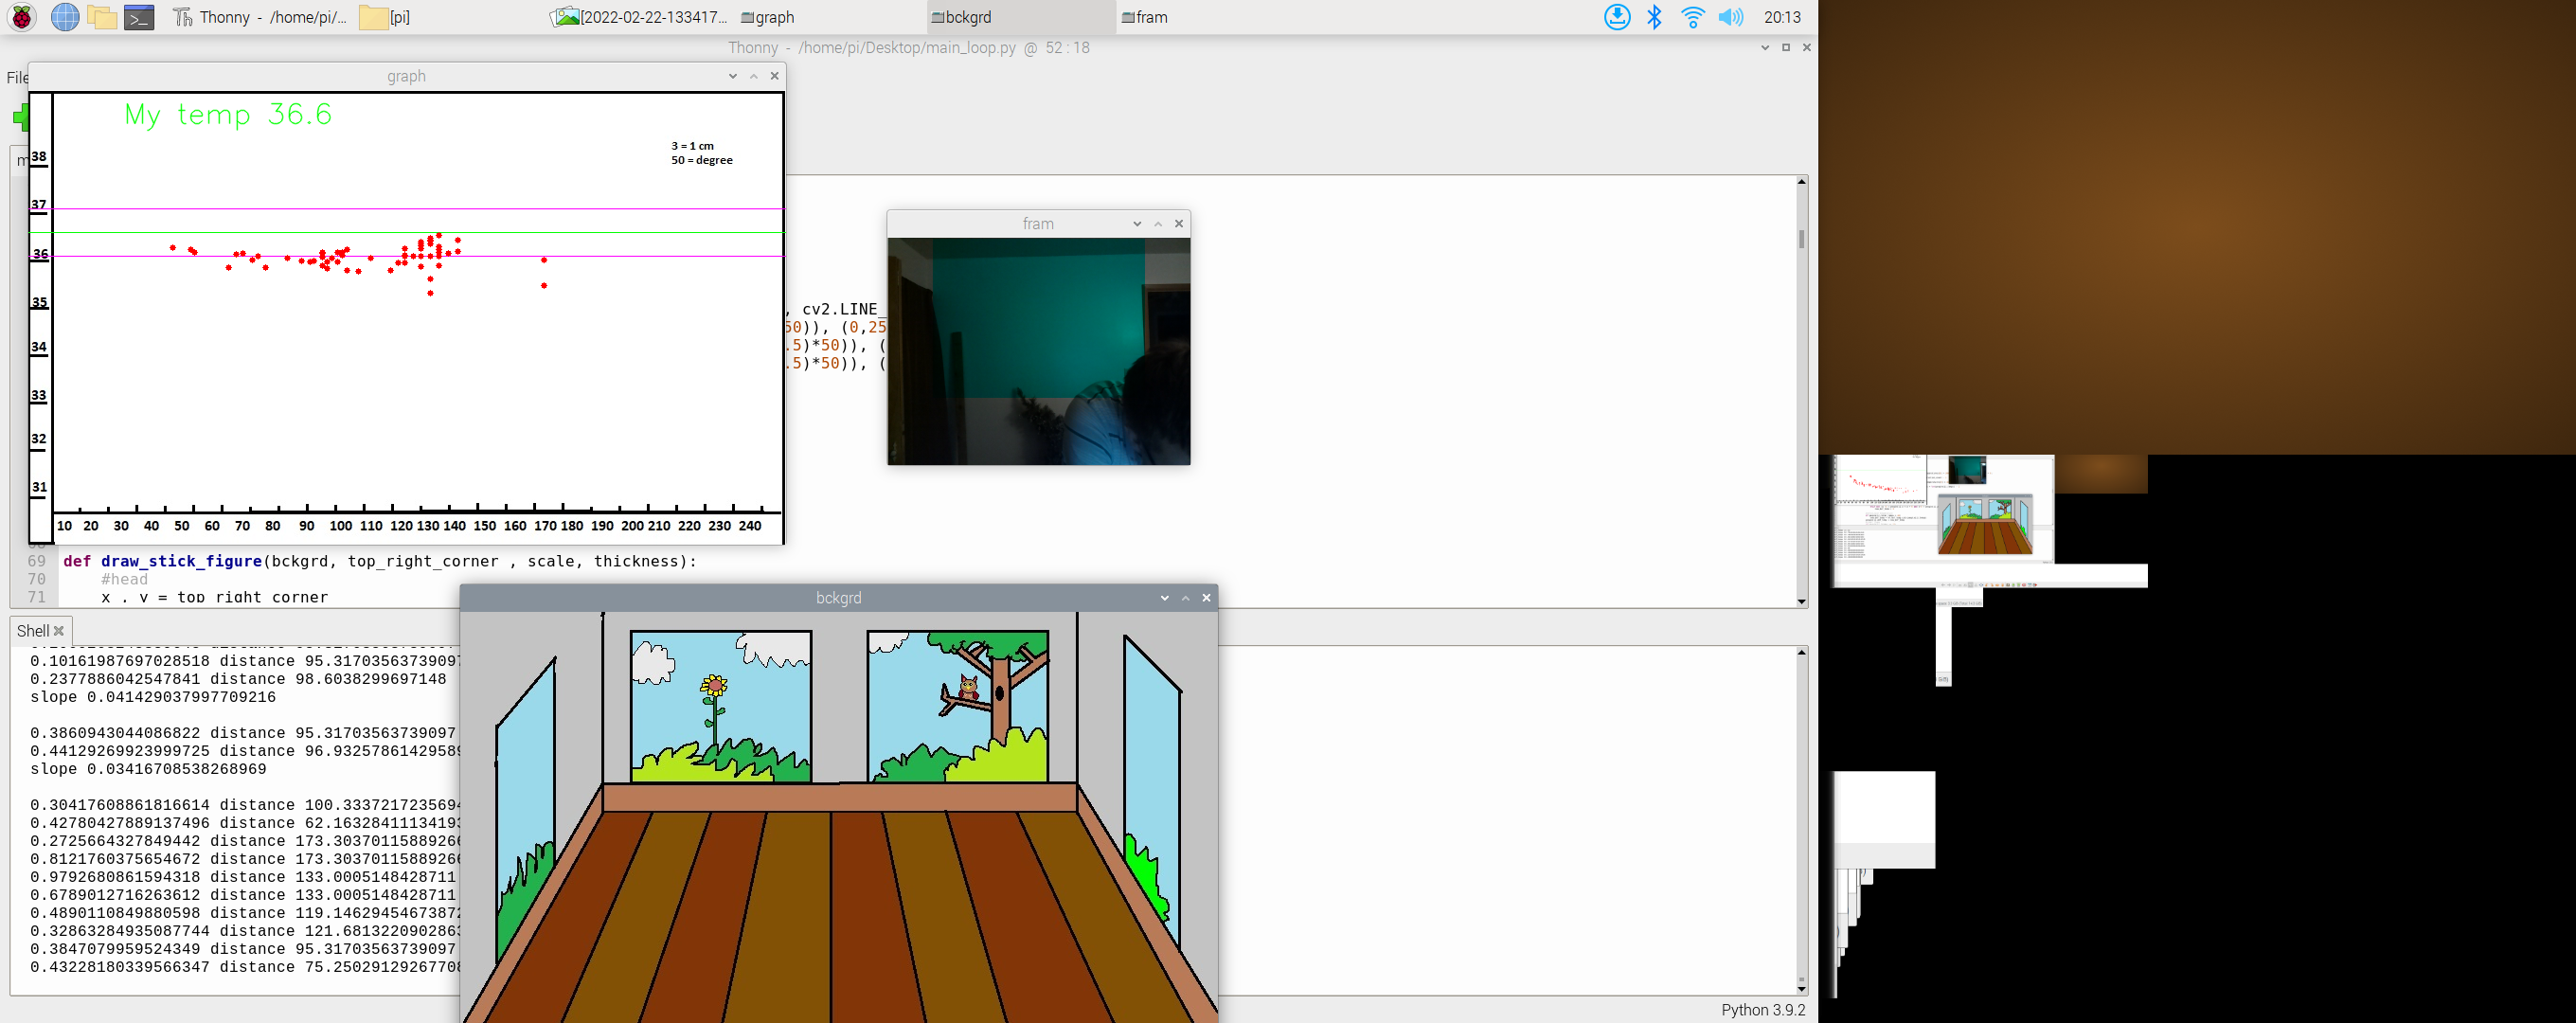 Thonny - /home/pi/...
[pi]
[2022-02-22-133417...
graph
bckgrd
fram
20:13
Thonny - /home/pi/Desktop/main_loop.py @ 52 : 18
File
graph
My temp 36.6
3 = 1 cm
50 = degree
38
37
36
35
34
33
32
31
10 20 30 40 50 60 70 80 90 100 110 120 130 140 150 160 170 180 190 200 210 220 230 240
fram
, cv2.LINE_
50)), (0,25
.5)*50)), (
.5)*50)), (
69 def draw_stick_figure(bckgrd, top_right_corner , scale, thickness):
70 #head
71 x , y = top_right_corner
bckgrd
Shell
0.10161987697028518 distance 95.31703563739097
0.2377886042547841 distance 98.6038299697148
slope 0.041429037997709216
0.3860943044086822 distance 95.31703563739097
0.44129269923999725 distance 96.9325786142958
slope 0.03416708538268969
0.30417608861816614 distance 100.333721723569
0.42780427889137496 distance 62.1632841113419
0.2725664327849442 distance 173.3037011588926
0.8121760375654672 distance 173.3037011588926
0.9792680861594318 distance 133.0005148428711
0.6789012716263612 distance 133.0005148428711
0.4890110849880598 distance 119.1462945467387
0.32863284935087744 distance 121.681322090286
0.3847079959524349 distance 95.31703563739097
0.43228180339566347 distance 75.2502912926770
Python 3.9.2